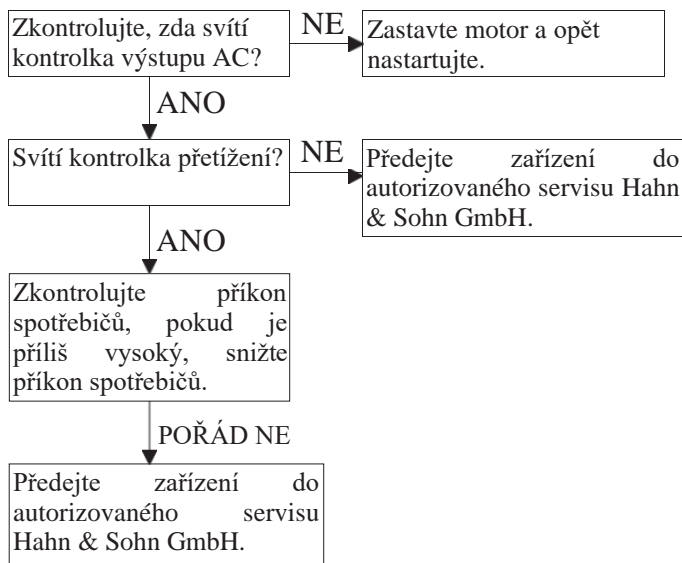 Zkontrolujte, zda svítí
kontrolka výstupu AC?
NE
Zastavte motor a opět
nastartujte.
ANO
Svítí kontrolka přetížení?
NE
Předejte zařízení do
autorizovaného servisu Hahn
& Sohn GmbH.
ANO
Zkontrolujte příkon
spotřebičů, pokud je
příliš vysoký, snižte
příkon spotřebičů.
POŘÁD NE
Předejte zařízení do
autorizovaného servisu
Hahn & Sohn GmbH.